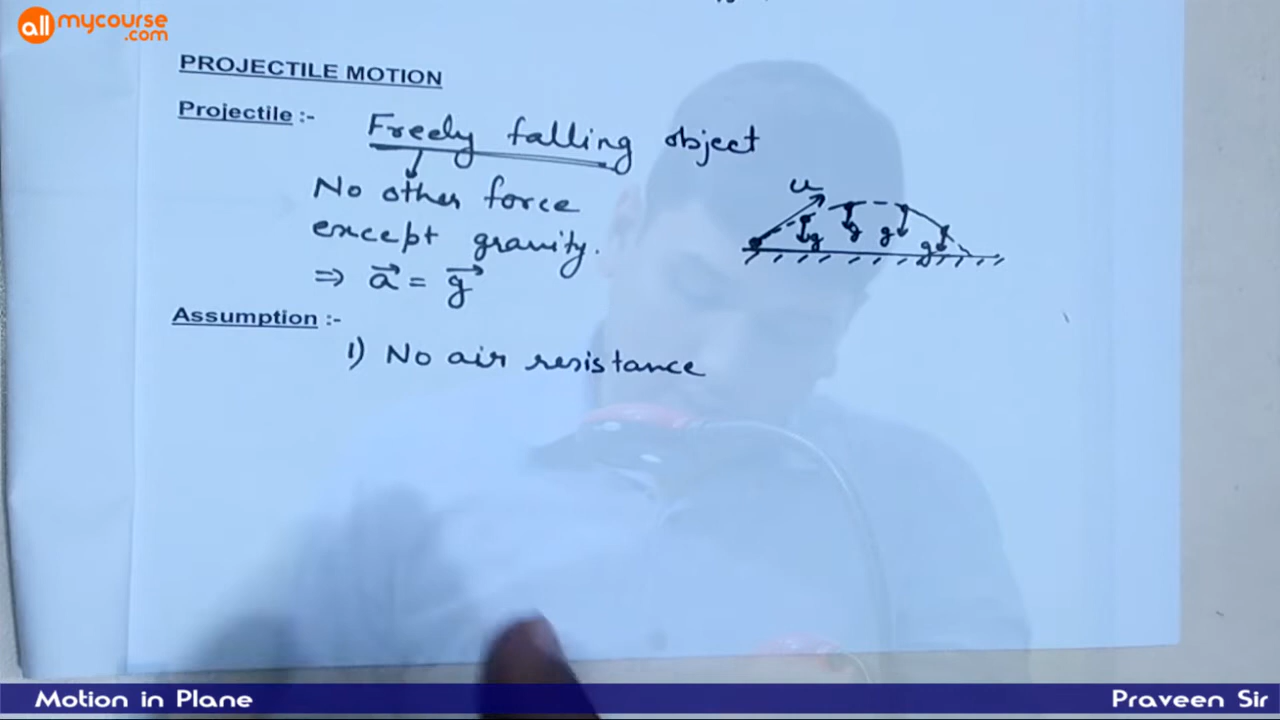 allmycourse
.com
PROJECTILE MOTION
Projectile :- Freely falling object
No other force
except gravity.
⇒ a⃗ = g⃗
u
g g g g
Assumption :-
1) No air resistance
Motion in Plane
Praveen Sir